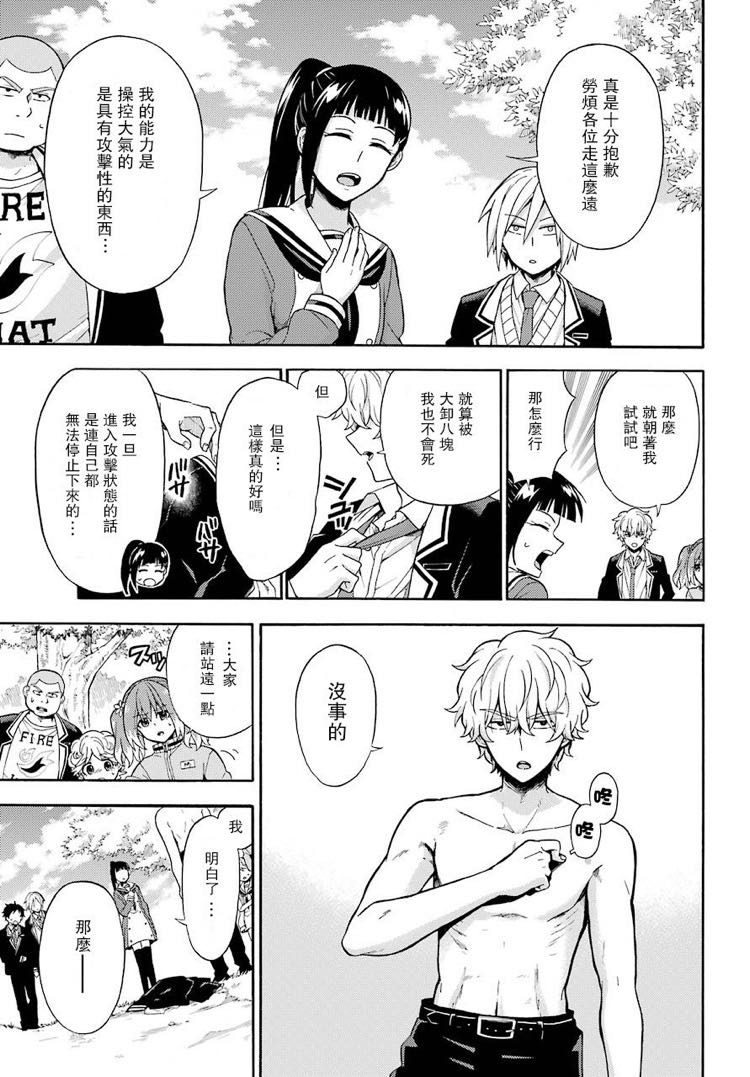 真是十分抱歉
勞煩各位走這麼遠
我的能力是
操控大氣的
是具有攻擊性的東西…
FIRE
HAT
那麼
就朝著我
試試吧
那怎麼行
就算被
大卸八塊
我也不會死
但
但是…
這樣真的好嗎
バサ
バサ
我一旦
進入攻擊狀態的話
是連自己都
無法停止下來的…
沒事的
咚
咚
…大家
請站遠一點
FIRE
我
明白了…
那麼——